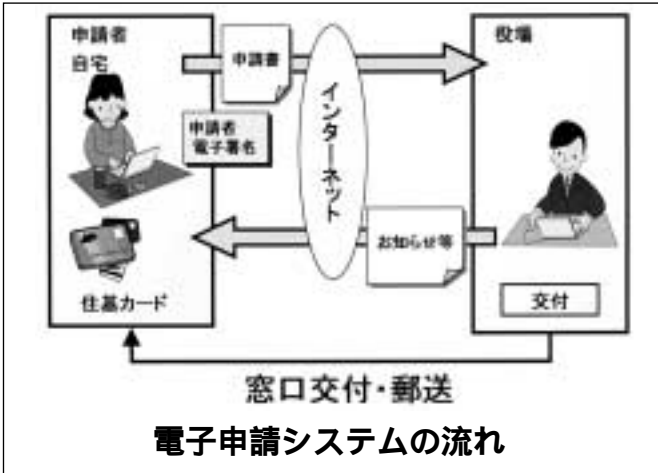 申請者
自宅
申請書
申請者
電子署名
インターネット
役場
お知らせ等
住基カード
交付
窓口交付・郵送
電子申請システムの流れ